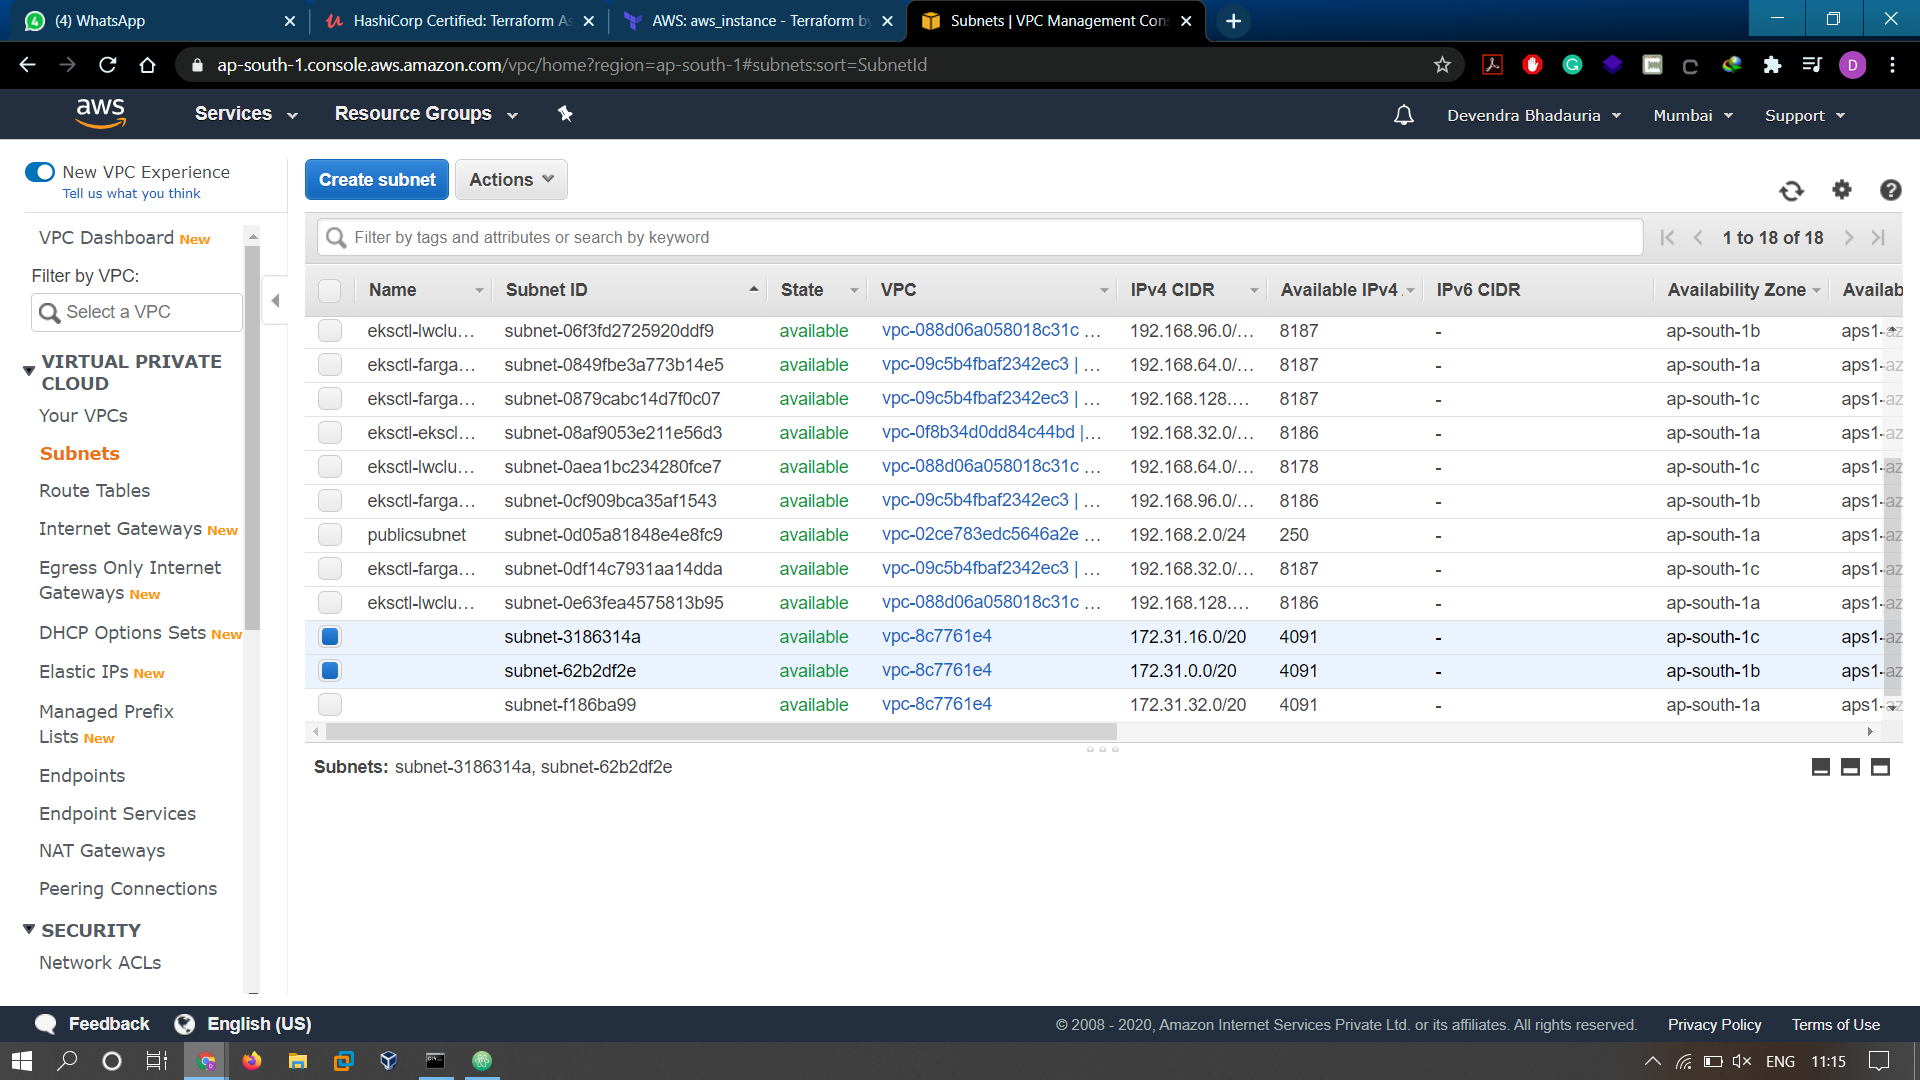 (4) WhatsApp
HashiCorp Certified: Terraform As
AWS: aws_instance - Terraform by
Subnets | VPC Management Cons
ap-south-1.console.aws.amazon.com/vpc/home?region=ap-south-1#subnets:sort=SubnetId
D
aws
Services
Resource Groups
Devendra Bhadauria
Mumbai
Support
New VPC Experience
Tell us what you think
Create subnet
Actions
VPC Dashboard New
Filter by VPC:
Select a VPC
VIRTUAL PRIVATE
CLOUD
Your VPCs
Subnets
Route Tables
Internet Gateways New
Egress Only Internet
Gateways New
DHCP Options Sets New
Elastic IPs New
Managed Prefix
Lists New
Endpoints
Endpoint Services
NAT Gateways
Peering Connections
SECURITY
Network ACLs
Filter by tags and attributes or search by keyword
1 to 18 of 18
Name Subnet ID State VPC IPv4 CIDR Available IPv4 IPv6 CIDR Availability Zone Availab
eksctl-lwclu... subnet-06f3fd2725920ddf9 available vpc-088d06a058018c31c ... 192.168.96.0/... 8187 - ap-south-1b aps1-az
eksctl-farga... subnet-0849fbe3a773b14e5 available vpc-09c5b4fbaf2342ec3 | ... 192.168.64.0/... 8187 - ap-south-1a aps1-az
eksctl-farga... subnet-0879cabc14d7f0c07 available vpc-09c5b4fbaf2342ec3 | ... 192.168.128.... 8187 - ap-south-1c aps1-az
eksctl-ekscl... subnet-08af9053e211e56d3 available vpc-0f8b34d0dd84c44bd |... 192.168.32.0/... 8186 - ap-south-1a aps1-az
eksctl-lwclu... subnet-0aea1bc234280fce7 available vpc-088d06a058018c31c ... 192.168.64.0/... 8178 - ap-south-1c aps1-az
eksctl-farga... subnet-0cf909bca35af1543 available vpc-09c5b4fbaf2342ec3 | ... 192.168.96.0/... 8186 - ap-south-1b aps1-az
publicsubnet subnet-0d05a81848e4e8fc9 available vpc-02ce783edc5646a2e ... 192.168.2.0/24 250 - ap-south-1a aps1-az
eksctl-farga... subnet-0df14c7931aa14dda available vpc-09c5b4fbaf2342ec3 | ... 192.168.32.0/... 8187 - ap-south-1c aps1-az
eksctl-lwclu... subnet-0e63fea4575813b95 available vpc-088d06a058018c31c ... 192.168.128.... 8186 - ap-south-1a aps1-az
subnet-3186314a available vpc-8c7761e4 172.31.16.0/20 4091 - ap-south-1c aps1-az
subnet-62b2df2e available vpc-8c7761e4 172.31.0.0/20 4091 - ap-south-1b aps1-az
subnet-f186ba99 available vpc-8c7761e4 172.31.32.0/20 4091 - ap-south-1a aps1-az
Subnets: subnet-3186314a, subnet-62b2df2e
Feedback
English (US)
© 2008 - 2020, Amazon Internet Services Private Ltd. or its affiliates. All rights reserved.
Privacy Policy
Terms of Use
ENG
11:15